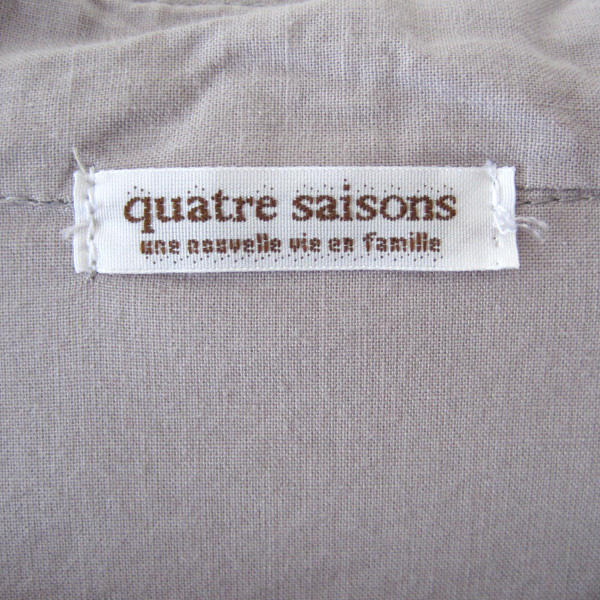 quatre saisons
une nouvelle vie en famille